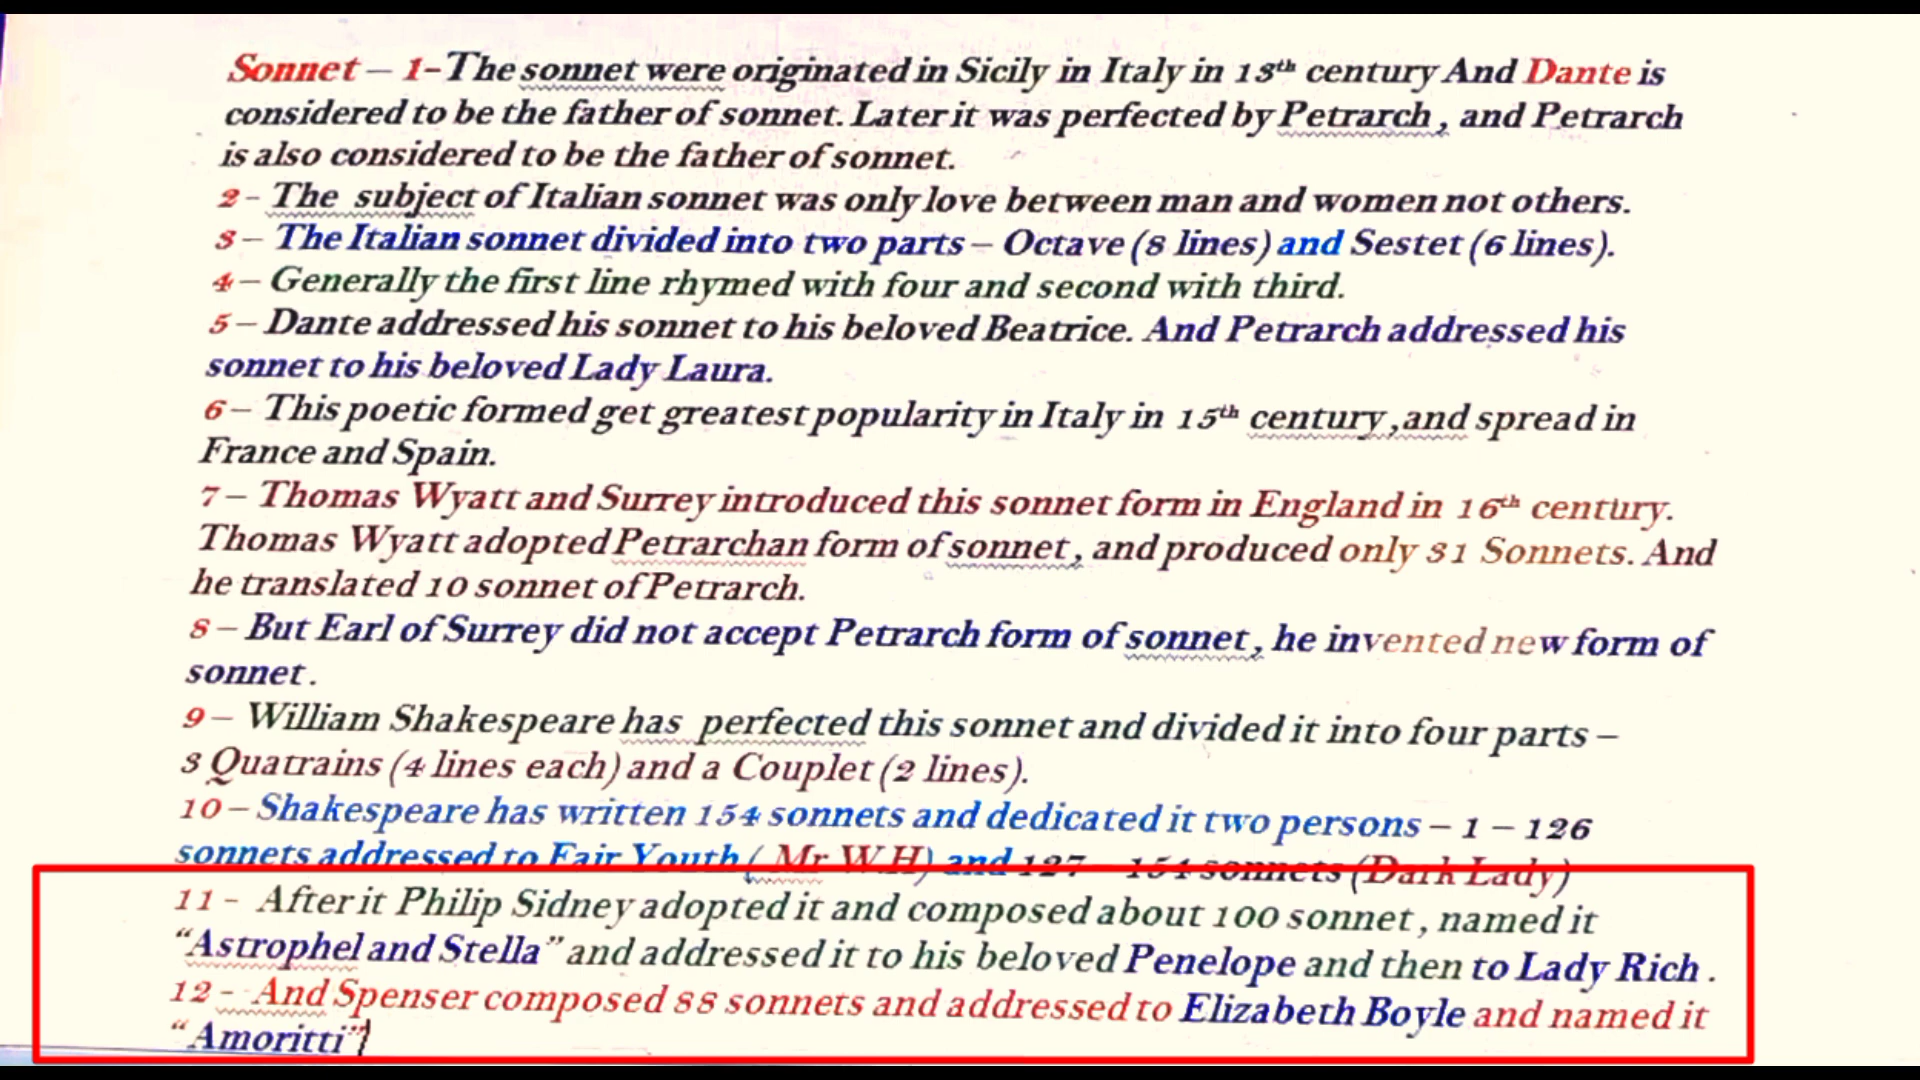 Sonnet – 1-The sonnet were originated in Sicily in Italy in 13th century And Dante is
considered to be the father of sonnet. Later it was perfected by Petrarch , and Petrarch
is also considered to be the father of sonnet.
2 - The subject of Italian sonnet was only love between man and women not others.
3 – The Italian sonnet divided into two parts – Octave (8 lines) and Sestet (6 lines).
4 – Generally the first line rhymed with four and second with third.
5 – Dante addressed his sonnet to his beloved Beatrice. And Petrarch addressed his
sonnet to his beloved Lady Laura.
6 – This poetic formed get greatest popularity in Italy in 15th century ,and spread in
France and Spain.
7 – Thomas Wyatt and Surrey introduced this sonnet form in England in 16th century.
Thomas Wyatt adopted Petrarchan form of sonnet , and produced only 31 Sonnets. And
he translated 10 sonnet of Petrarch.
8 – But Earl of Surrey did not accept Petrarch form of sonnet , he invented new form of
sonnet .
9 – William Shakespeare has perfected this sonnet and divided it into four parts –
3 Quatrains (4 lines each) and a Couplet (2 lines).
10 – Shakespeare has written 154 sonnets and dedicated it two persons – 1 – 126
sonnets addressed to Fair Youth ( Mr W.H) and 127 – 154 sonnets (Dark Lady)
11 - After it Philip Sidney adopted it and composed about 100 sonnet , named it
“Astrophel and Stella” and addressed it to his beloved Penelope and then to Lady Rich .
12 - And Spenser composed 88 sonnets and addressed to Elizabeth Boyle and named it
“ Amoritti”